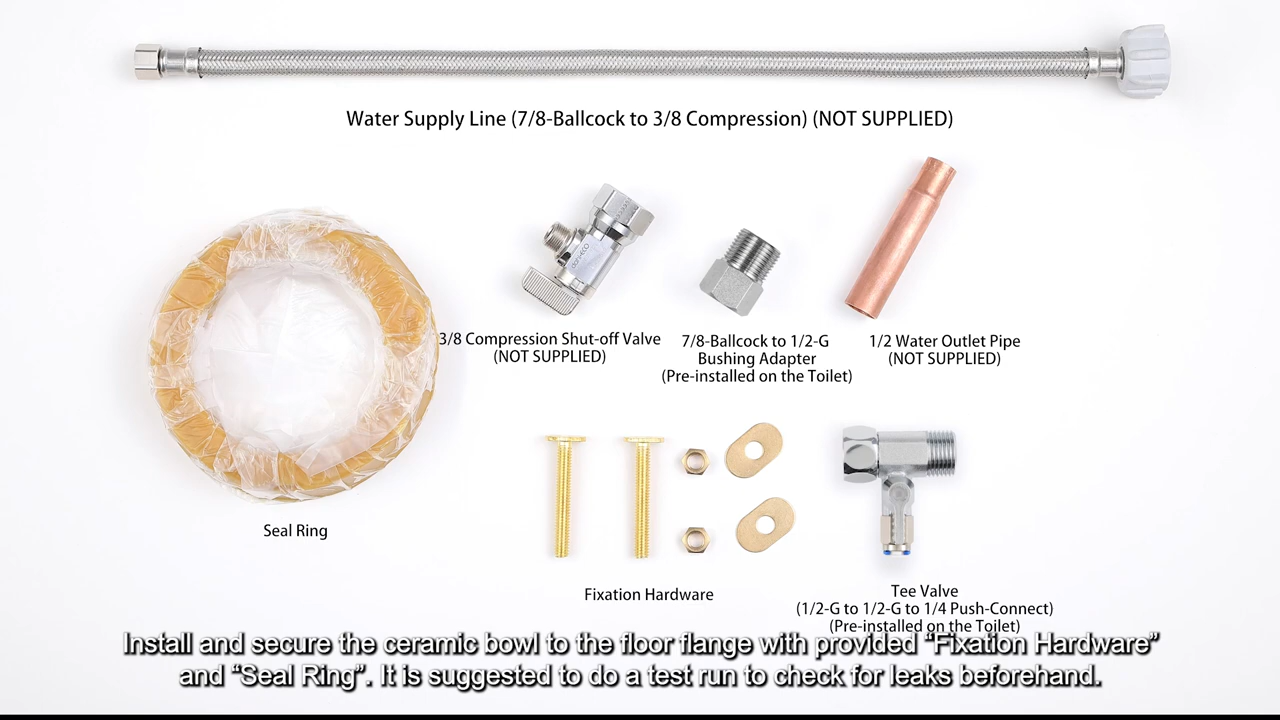 Water Supply Line (7/8-Ballcock to 3/8 Compression) (NOT SUPPLIED)
3/8 Compression Shut-off Valve
(NOT SUPPLIED)
7/8-Ballcock to 1/2-G
Bushing Adapter
(Pre-installed on the Toilet)
1/2 Water Outlet Pipe
(NOT SUPPLIED)
Seal Ring
Fixation Hardware
Tee Valve
(1/2-G to 1/2-G to 1/4 Push-Connect)
(Pre-installed on the Toilet)
Install and secure the ceramic bowl to the floor flange with provided “Fixation Hardware”
and “Seal Ring”. It is suggested to do a test run to check for leaks beforehand.